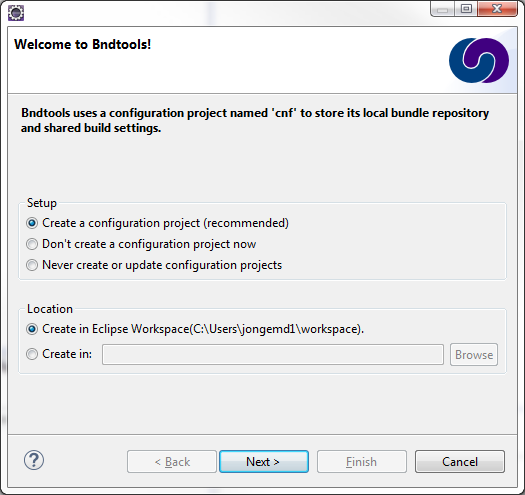 Welcome to Bndtools!
Bndtools uses a configuration project named 'cnf' to store its local bundle repository
and shared build settings.
Setup
Create a configuration project (recommended)
Don't create a configuration project now
Never create or update configuration projects
Location
Create in Eclipse Workspace(C:\Users\jongemd1\workspace).
Create in:
Browse
?
< Back
Next >
Finish
Cancel